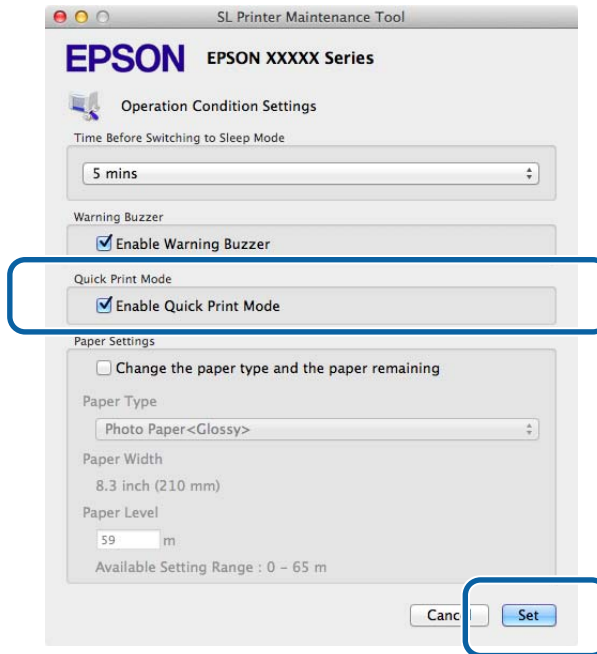 SL Printer Maintenance Tool
EPSON EPSON XXXXX Series
Operation Condition Settings
Time Before Switching to Sleep Mode
5 mins
Warning Buzzer
Enable Warning Buzzer
Quick Print Mode
Enable Quick Print Mode
Paper Settings
Change the paper type and the paper remaining
Paper Type
Photo Paper<Glossy>
Paper Width
8.3 inch (210 mm)
Paper Level
59 m
Available Setting Range : 0 – 65 m
Cancel Set